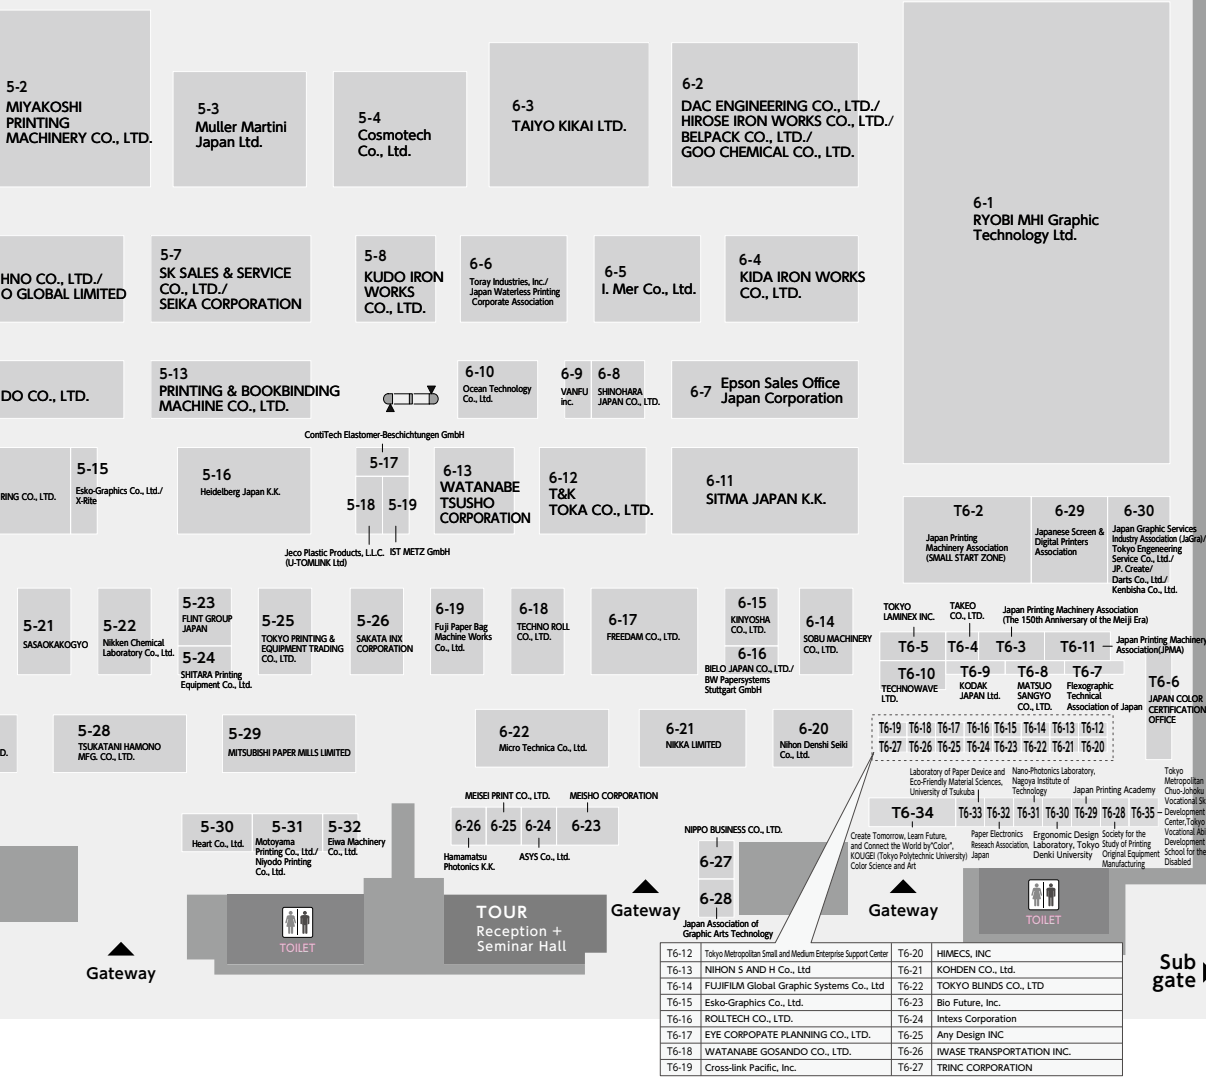 5-2
MIYAKOSHI
PRINTING
MACHINERY CO., LTD.
5-3
Muller Martini
Japan Ltd.
5-4
Cosmotech
Co., Ltd.
6-3
TAIYO KIKAI LTD.
6-2
DAC ENGINEERING CO., LTD./
HIROSE IRON WORKS CO., LTD./
BELPACK CO., LTD./
GOO CHEMICAL CO., LTD.
6-1
RYOBI MHI Graphic
Technology Ltd.
HNO CO., LTD./
O GLOBAL LIMITED
5-7
SK SALES & SERVICE
CO., LTD./
SEIKA CORPORATION
5-8
KUDO IRON
WORKS
CO., LTD.
6-6
Toray Industries, Inc./
Japan Waterless Printing
Corporate Association
6-5
I. Mer Co., Ltd.
6-4
KIDA IRON WORKS
CO., LTD.
DO CO., LTD.
5-13
PRINTING & BOOKBINDING
MACHINE CO., LTD.
6-10
Ocean Technology
Co., Ltd.
6-9
VANFU
inc.
6-8
SHINOHARA
JAPAN CO., LTD.
6-7
Epson Sales Office
Japan Corporation
RING CO., LTD.
5-15
Esko-Graphics Co., Ltd./
X-Rite
5-16
Heidelberg Japan K.K.
ContiTech Elastomer-Beschichtungen GmbH
5-17
5-18
5-19
Jeco Plastic Products, L.L.C.
(U-TOMLINK Ltd)
IST METZ GmbH
6-13
WATANABE
TSUSHO
CORPORATION
6-12
T&K
TOKA CO., LTD.
6-11
SITMA JAPAN K.K.
T6-2
Japan Printing
Machinery Association
(SMALL START ZONE)
6-29
Japanese Screen &
Digital Printers
Association
6-30
Japan Graphic Services
Industry Association (JaGra)/
Tokyo Engeneering
Service Co., Ltd./
JP. Create/
Darts Co., Ltd./
Kenbisha Co., Ltd.
5-21
SASAOKAKOGYO
5-22
Nikken Chemical
Laboratory Co., Ltd.
5-23
FLINT GROUP
JAPAN
5-24
SHITARA Printing
Equipment Co., Ltd.
5-25
TOKYO PRINTING &
EQUIPMENT TRADING
CO., LTD.
5-26
SAKATA INX
CORPORATION
6-19
Fuji Paper Bag
Machine Works
Co., Ltd.
6-18
TECHNO ROLL
CO., LTD.
6-17
FREEDAM CO., LTD.
6-15
KINYOSHA
CO., LTD.
6-16
BIELO JAPAN CO., LTD./
BW Papersystems
Stuttgart GmbH
6-14
SOBU MACHINERY
CO., LTD.
TOKYO
LAMINEX INC.
TAKEO
CO., LTD.
Japan Printing Machinery Association
(The 150th Anniversary of the Meiji Era)
T6-5
T6-4
T6-3
T6-11
Japan Printing Machinery
Association(JPMA)
T6-10
TECHNOWAVE
LTD.
T6-9
KODAK
JAPAN Ltd.
T6-8
MATSUO
SANGYO
CO., LTD.
T6-7
Flexographic
Technical
Association of Japan
T6-6
JAPAN COLOR
CERTIFICATION
OFFICE
D.
5-28
TSUKATANI HAMONO
MFG. CO., LTD.
5-29
MITSUBISHI PAPER MILLS LIMITED
6-22
Micro Technica Co., Ltd.
6-21
NIKKA LIMITED
6-20
Nihon Denshi Seiki
Co., Ltd.
T6-19 T6-18 T6-17 T6-16 T6-15 T6-14 T6-13 T6-12
T6-27 T6-26 T6-25 T6-24 T6-23 T6-22 T6-21 T6-20
Laboratory of Paper Device and
Eco-Friendly Material Sciences,
University of Tsukuba
Nano-Photonics Laboratory,
Nagoya Institute of
Technology
Japan Printing Academy
Tokyo
Metropolitan
Chuo-Johoku
Vocational Sk
Development
Center,Tokyo
Vocational Abi
Development
School for the
Disabled
T6-34 T6-33 T6-32 T6-31 T6-30 T6-29 T6-28 T6-35
Create Tomorrow, Learn Future,
and Connect the World by"Color",
KOUGEI (Tokyo Polytechnic University)
Color Science and Art
Paper Electronics
Reseach Association,
Japan
Ergonomic Design
Laboratory, Tokyo
Denki University
Society for the
Study of Printing
Original Equipment
Manufacturing
5-30
Heart Co., Ltd.
5-31
Motoyama
Printing Co., Ltd./
Niyodo Printing
Co., Ltd.
5-32
Eiwa Machinery
Co., Ltd.
MEISEI PRINT CO., LTD.
MEISHO CORPORATION
6-26 6-25 6-24 6-23
Hamamatsu
Photonics K.K.
ASYS Co., Ltd.
NIPPO BUSINESS CO., LTD.
6-27
6-28
Japan Association of
Graphic Arts Technology
TOILET
TOUR
Reception +
Seminar Hall
Gateway
Gateway
Gateway
TOILET
Sub
gate
T6-12 Tokyo Metropolitan Small and Medium Enterprise Support Center T6-20 HIMECS, INC
T6-13 NIHON S AND H Co., Ltd T6-21 KOHDEN CO., Ltd.
T6-14 FUJIFILM Global Graphic Systems Co., Ltd T6-22 TOKYO BLINDS CO., LTD
T6-15 Esko-Graphics Co., Ltd. T6-23 Bio Future, Inc.
T6-16 ROLLTECH CO., LTD. T6-24 Intexs Corporation
T6-17 EYE CORPOPATE PLANNING CO., LTD. T6-25 Any Design INC
T6-18 WATANABE GOSANDO CO., LTD. T6-26 IWASE TRANSPORTATION INC.
T6-19 Cross-link Pacific, Inc. T6-27 TRINC CORPORATION